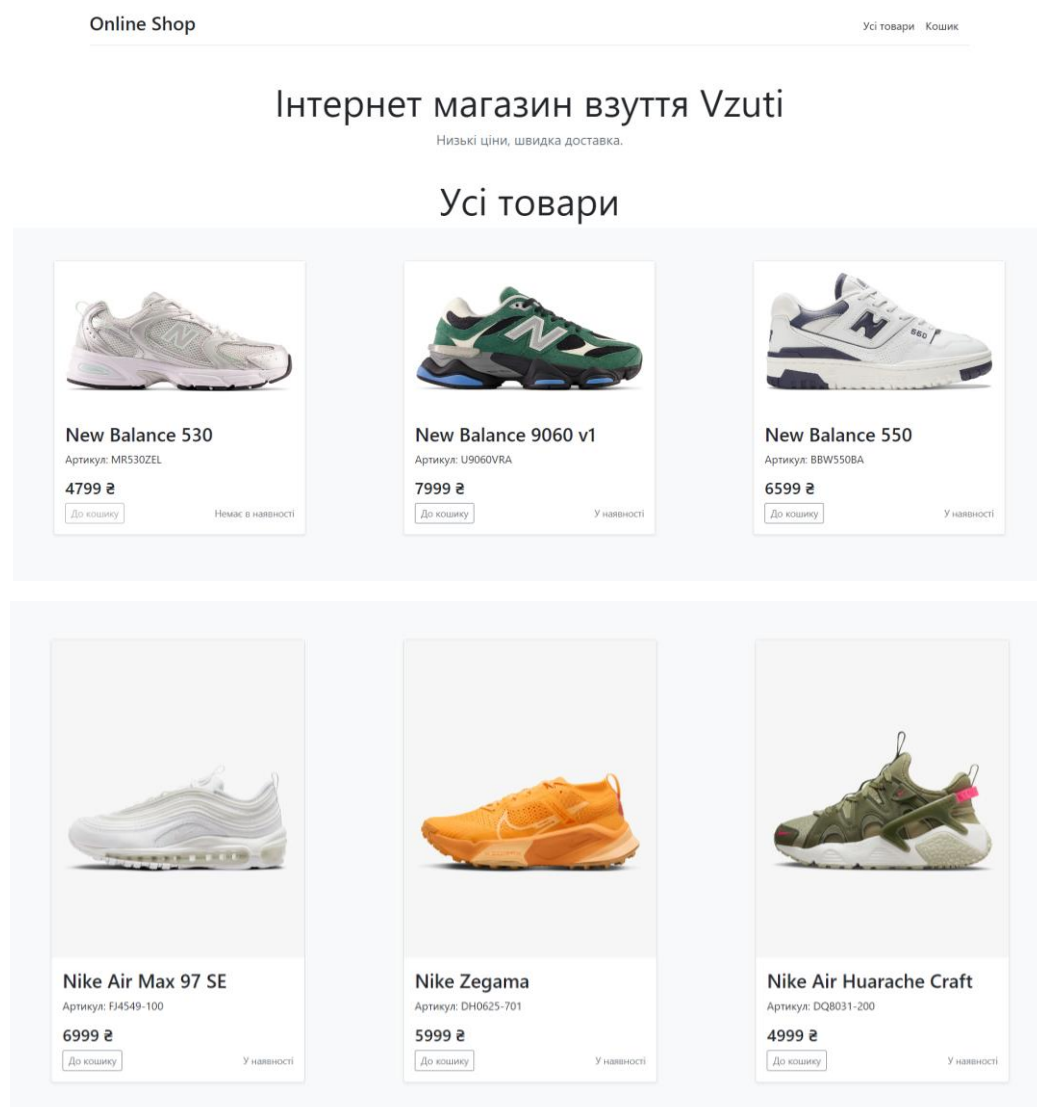 Online Shop
Усі товари Кошик
Інтернет магазин взуття Vzuti
Низькі ціни, швидка доставка.
Усі товари
New Balance 530
Артикул: MR530ZEL
4799 ₴
До кошику Немає в наявності
New Balance 9060 v1
Артикул: U9060VRA
7999 ₴
До кошику У наявності
550
New Balance 550
Артикул: BBW550BA
6599 ₴
До кошику У наявності
Nike Air Max 97 SE
Артикул: FJ4549-100
6999 ₴
До кошику У наявності
Nike Zegama
Артикул: DH0625-701
5999 ₴
До кошику У наявності
Nike Air Huarache Craft
Артикул: DQ8031-200
4999 ₴
До кошику У наявності